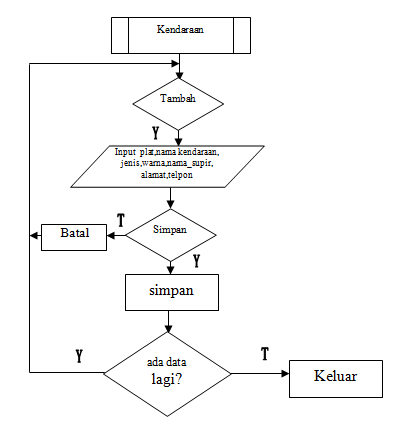 Kendaraan
Tambah
Y
Input plat,nama kendaraan,
jenis,warna,nama_supir,
alamat,telpon
Simpan
T
Batal
Y
simpan
ada data
lagi?
Y
T
Keluar